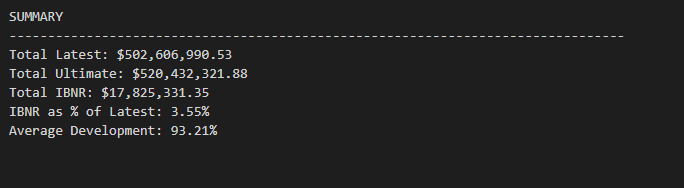 SUMMARY
--------------------------------------------------------------------------------
Total Latest: $502,606,990.53
Total Ultimate: $520,432,321.88
Total IBNR: $17,825,331.35
IBNR as % of Latest: 3.55%
Average Development: 93.21%